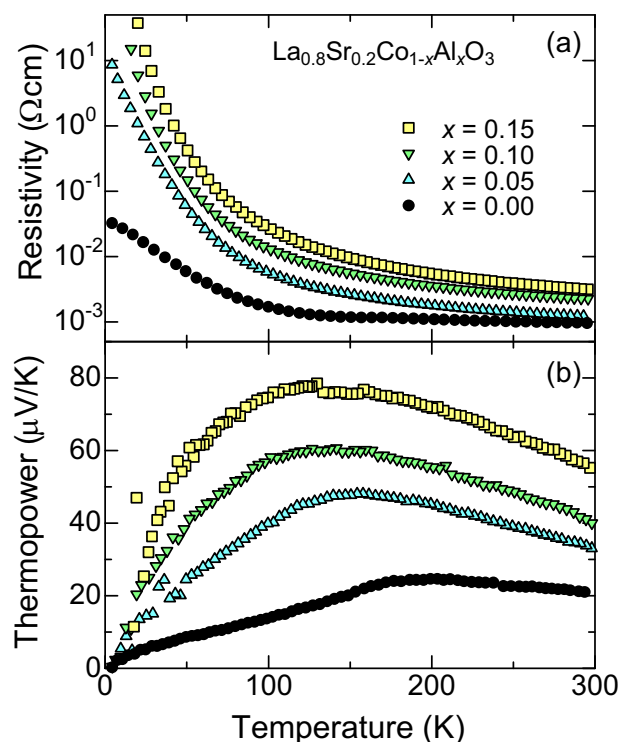 (a)
La0.8Sr0.2Co1-xAlxO3
x = 0.15
x = 0.10
x = 0.05
x = 0.00
Resistivity (Ωcm)
10^1
10^0
10^-1
10^-2
10^-3
(b)
Thermopower (μV/K)
80
60
40
20
0
0 100 200 300
Temperature (K)